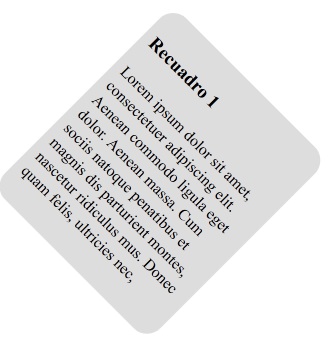 Recuadro 1
Lorem ipsum dolor sit amet,
consectetuer adipiscing elit.
Aenean commodo ligula eget
dolor. Aenean massa. Cum
sociis natoque penatibus et
magnis dis parturient montes,
nascetur ridiculus mus. Donec
quam felis, ultricies nec,